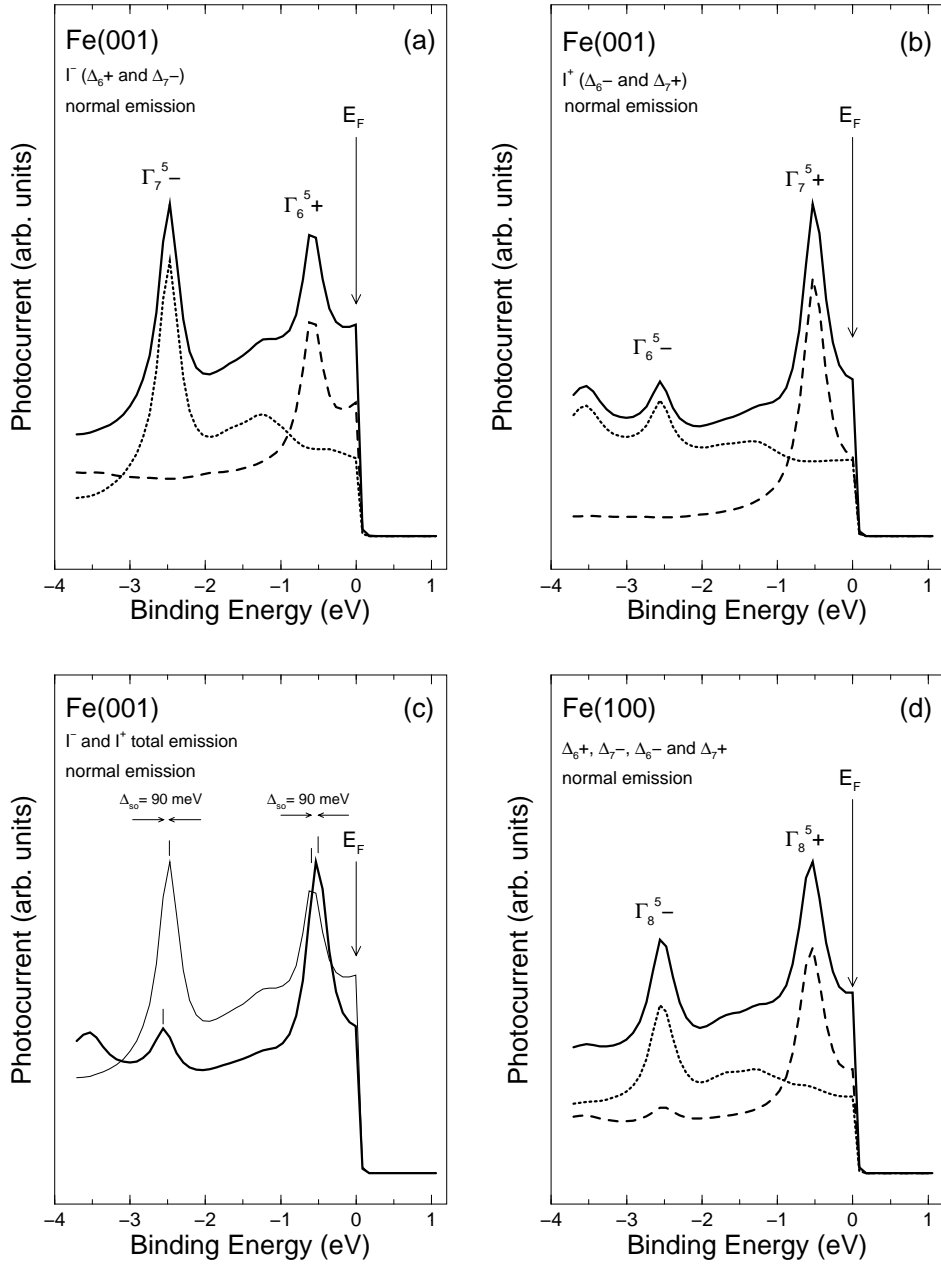 Fe(001) (a)
I⁻ (Δ₆+ and Δ₇−)
normal emission
E_F
Γ₇⁵−
Γ₆⁵+
Photocurrent (arb. units)
−4 −3 −2 −1 0 1
Binding Energy (eV)
Fe(001) (b)
I⁺ (Δ₆− and Δ₇+)
normal emission
E_F
Γ₇⁵+
Γ₆⁵−
Photocurrent (arb. units)
−4 −3 −2 −1 0 1
Binding Energy (eV)
Fe(001) (c)
I⁻ and I⁺ total emission
normal emission
Δ_so = 90 meV Δ_so = 90 meV
E_F
Photocurrent (arb. units)
−4 −3 −2 −1 0 1
Binding Energy (eV)
Fe(100) (d)
Δ₆+, Δ₇−, Δ₆− and Δ₇+
normal emission
E_F
Γ₈⁵+
Γ₈⁵−
Photocurrent (arb. units)
−4 −3 −2 −1 0 1
Binding Energy (eV)